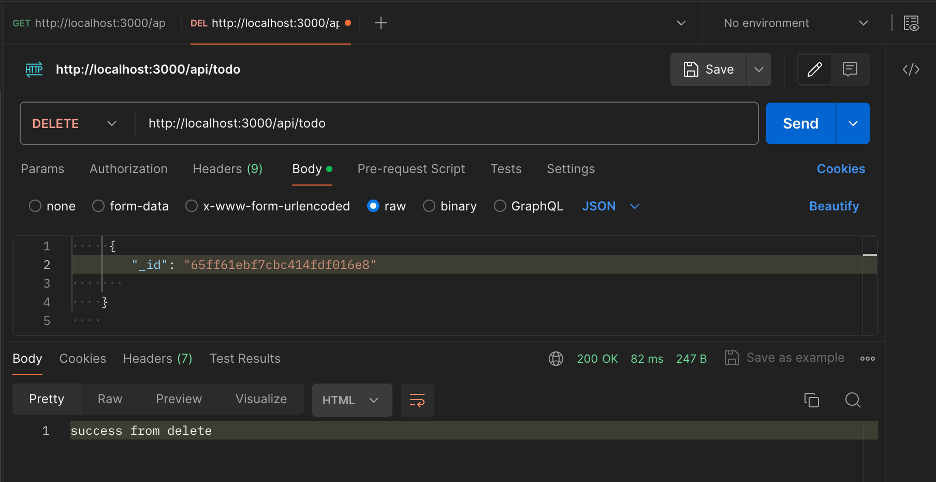 GET http://localhost:3000/ap DEL http://localhost:3000/ap No environment
HTTP http://localhost:3000/api/todo Save
DELETE http://localhost:3000/api/todo Send
Params Authorization Headers (9) Body Pre-request Script Tests Settings Cookies
none form-data x-www-form-urlencoded raw binary GraphQL JSON Beautify
1 {
2 "_id": "65ff61ebf7cbc414fdf016e8"
3
4 }
5
Body Cookies Headers (7) Test Results 200 OK 82 ms 247 B Save as example
Pretty Raw Preview Visualize HTML
1 success from delete